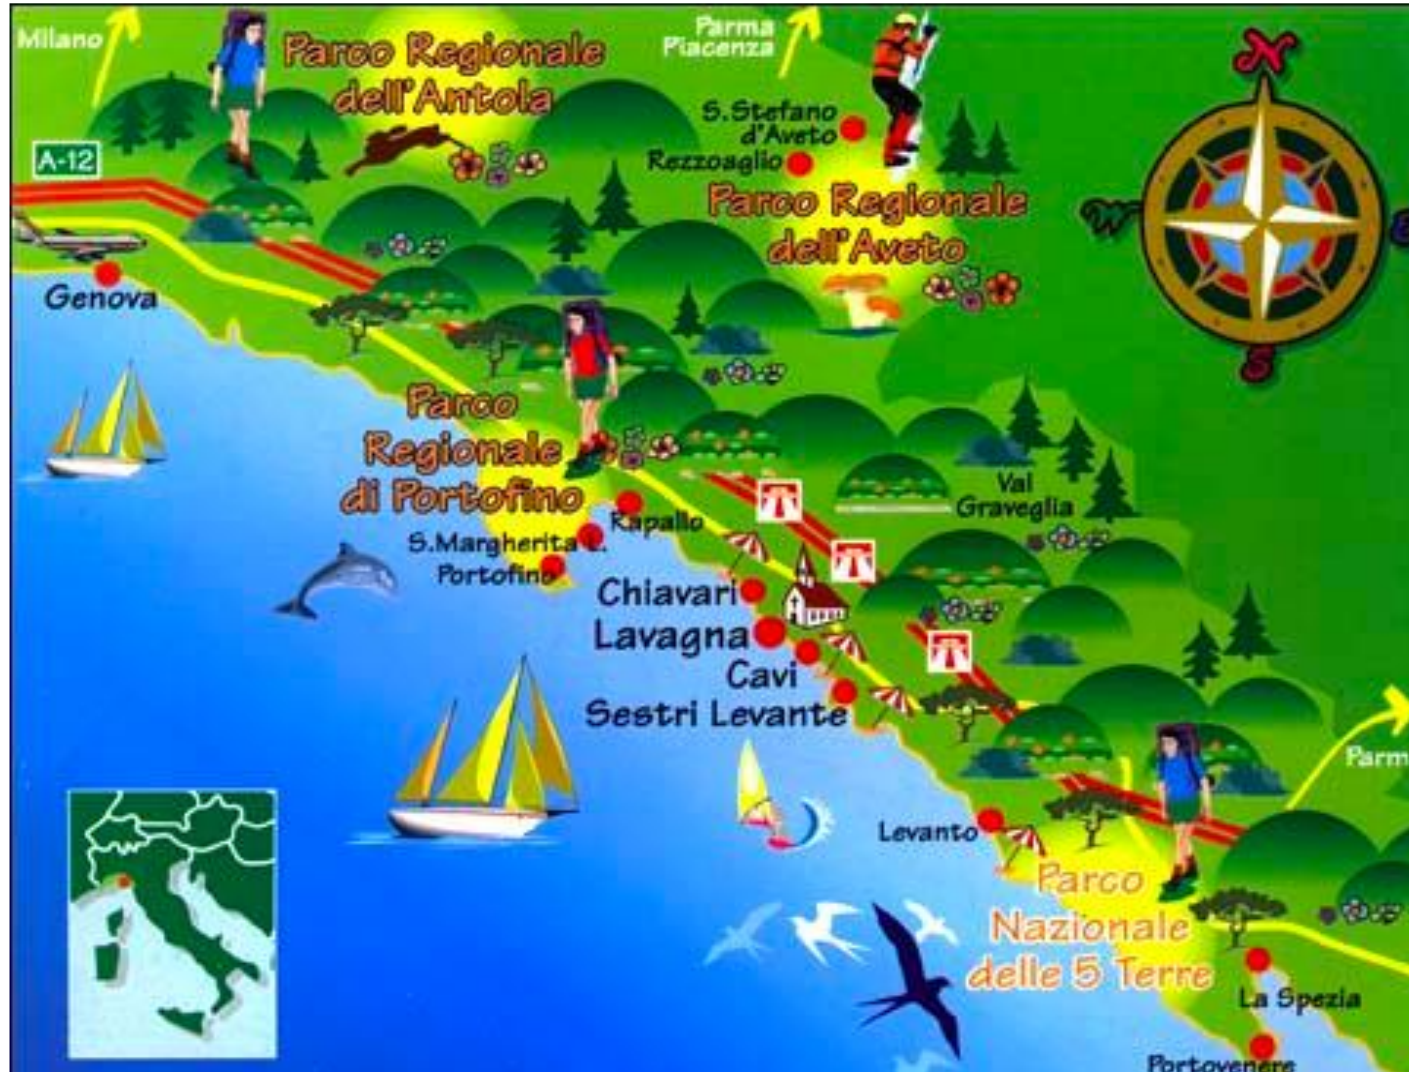 Milano
Parco Regionale
dell'Antola
Parma
Piacenza
S.Stefano
d'Aveto
Rezzoaglio
Parco Regionale
dell'Aveto
N
W
E
S
A-12
Genova
Parco
Regionale
di Portofino
Rapallo
S.Margherita L.
Portofino
Val
Graveglia
Chiavari
Lavagna
Cavi
Sestri Levante
Levanto
Parm
Parco
Nazionale
delle 5 Terre
La Spezia
Portovenere